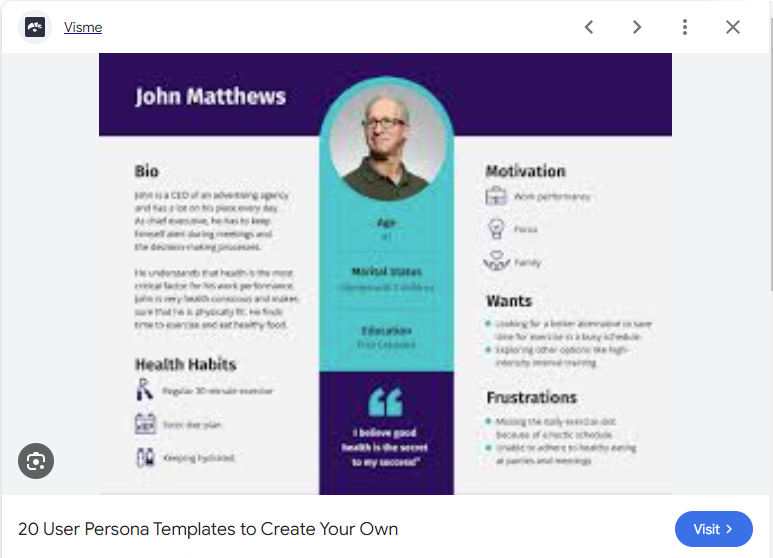 Visme
John Matthews
Bio
John is a CEO of an advertising agency
and has a lot on his plate every day.
As chief executive, he has to keep
himself alert during meetings and
the decision-making processes.
He understands that health is the most
critical factor for his work performance.
John is very health conscious and makes
sure that he is physically fit. He finds
time to exercise and eat healthy food.
Health Habits
Regular 30 minute exercise
diet plan
Keeping hydrated
Age
Marital Status
Education
I believe good
health is the secret
to my success"
Motivation
Work performance
Focus
Family
Wants
Looking for a better alternative to save
time for exercise in a busy schedule.
Exploring other options like high-
intensity interval training.
Frustrations
Missing the daily exercise
because of a hectic schedule.
Unable to adhere to healthy eating
at parties and meetings
20 User Persona Templates to Create Your Own
Visit